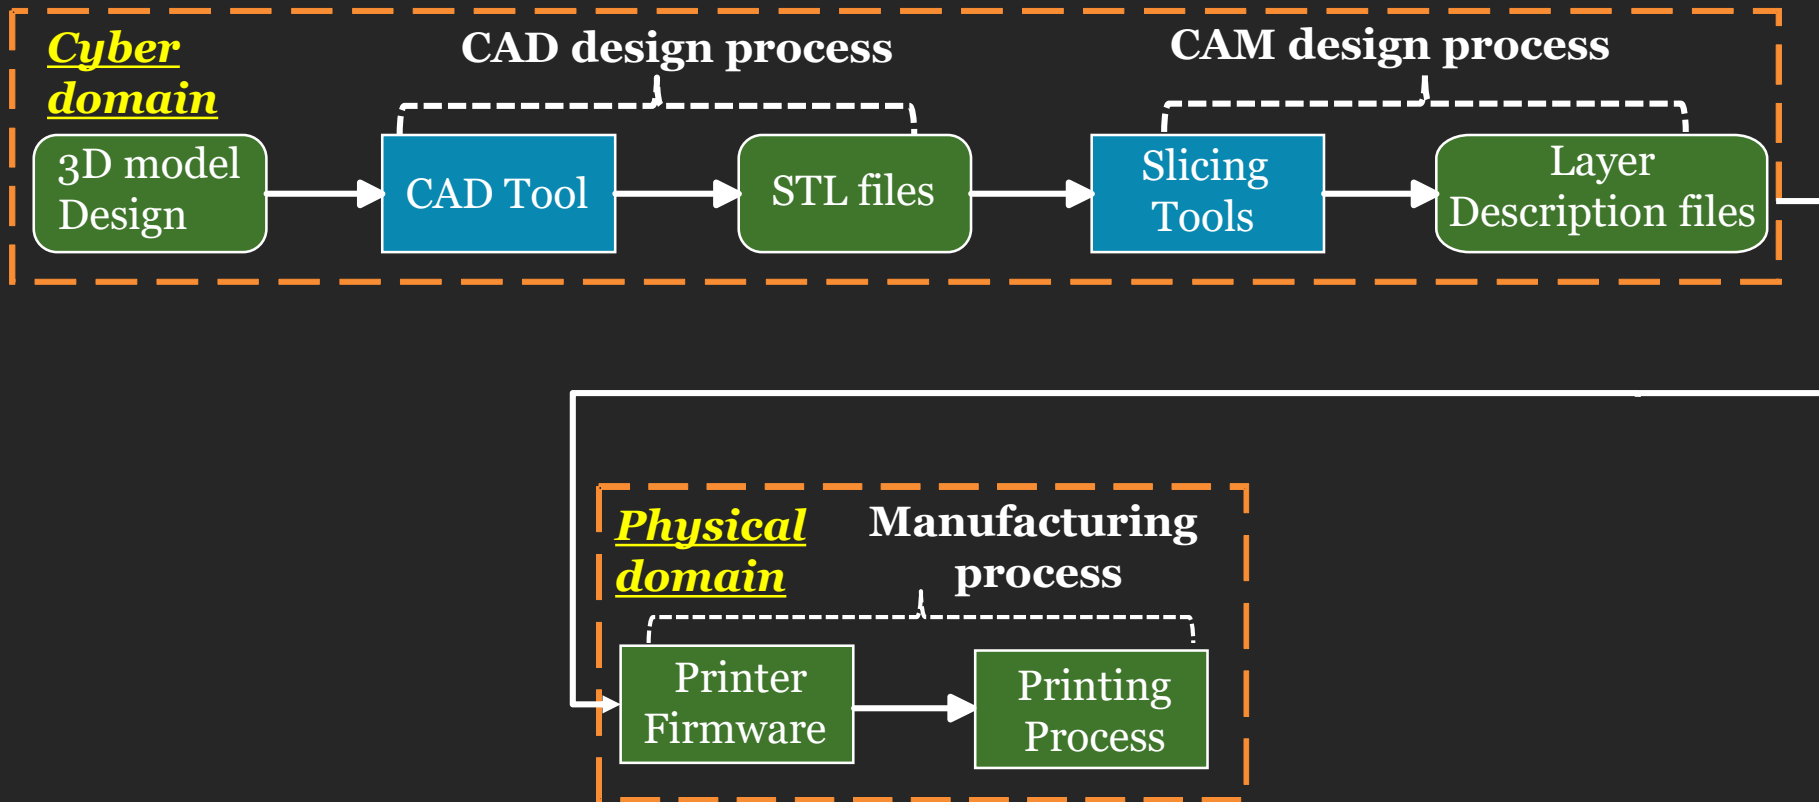 Cyber
domain
CAD design process
CAM design process
3D model
Design
CAD Tool
STL files
Slicing
Tools
Layer
Description files
Physical
domain
Manufacturing
process
Printer
Firmware
Printing
Process